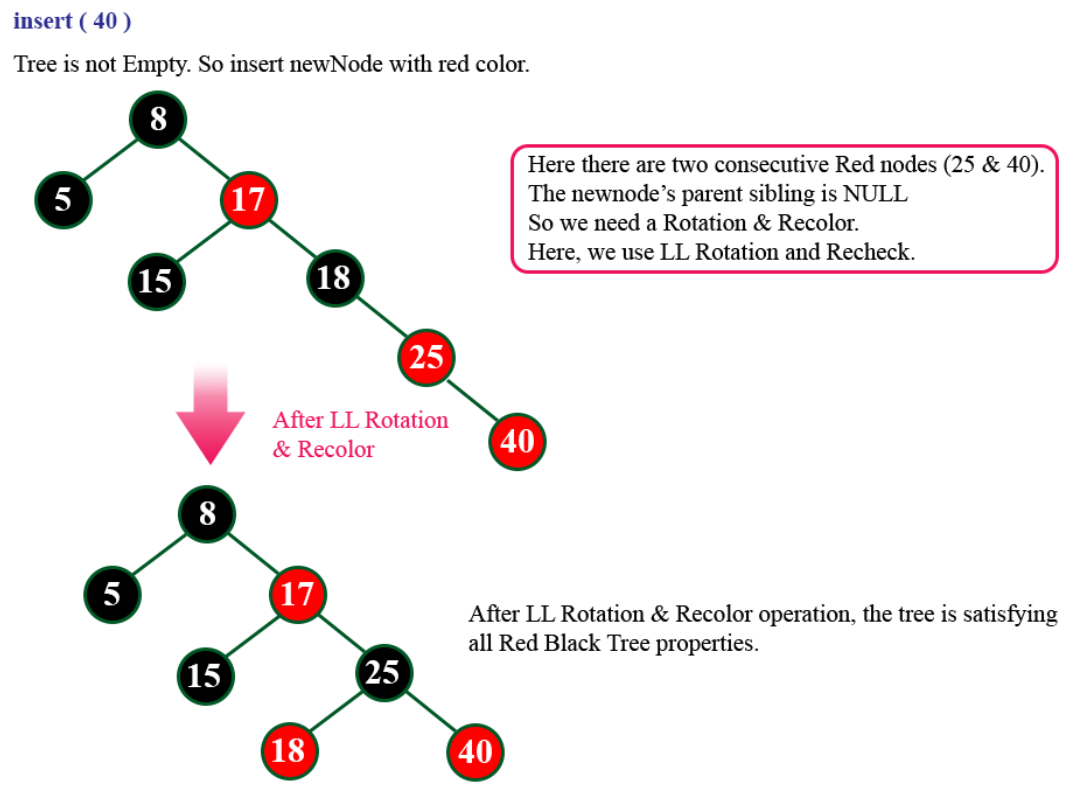 insert ( 40 )
Tree is not Empty. So insert newNode with red color.
8
5
17
15
18
25
40
Here there are two consecutive Red nodes (25 & 40).
The newnode’s parent sibling is NULL
So we need a Rotation & Recolor.
Here, we use LL Rotation and Recheck.
After LL Rotation
& Recolor
8
5
17
15
25
18
40
After LL Rotation & Recolor operation, the tree is satisfying
all Red Black Tree properties.